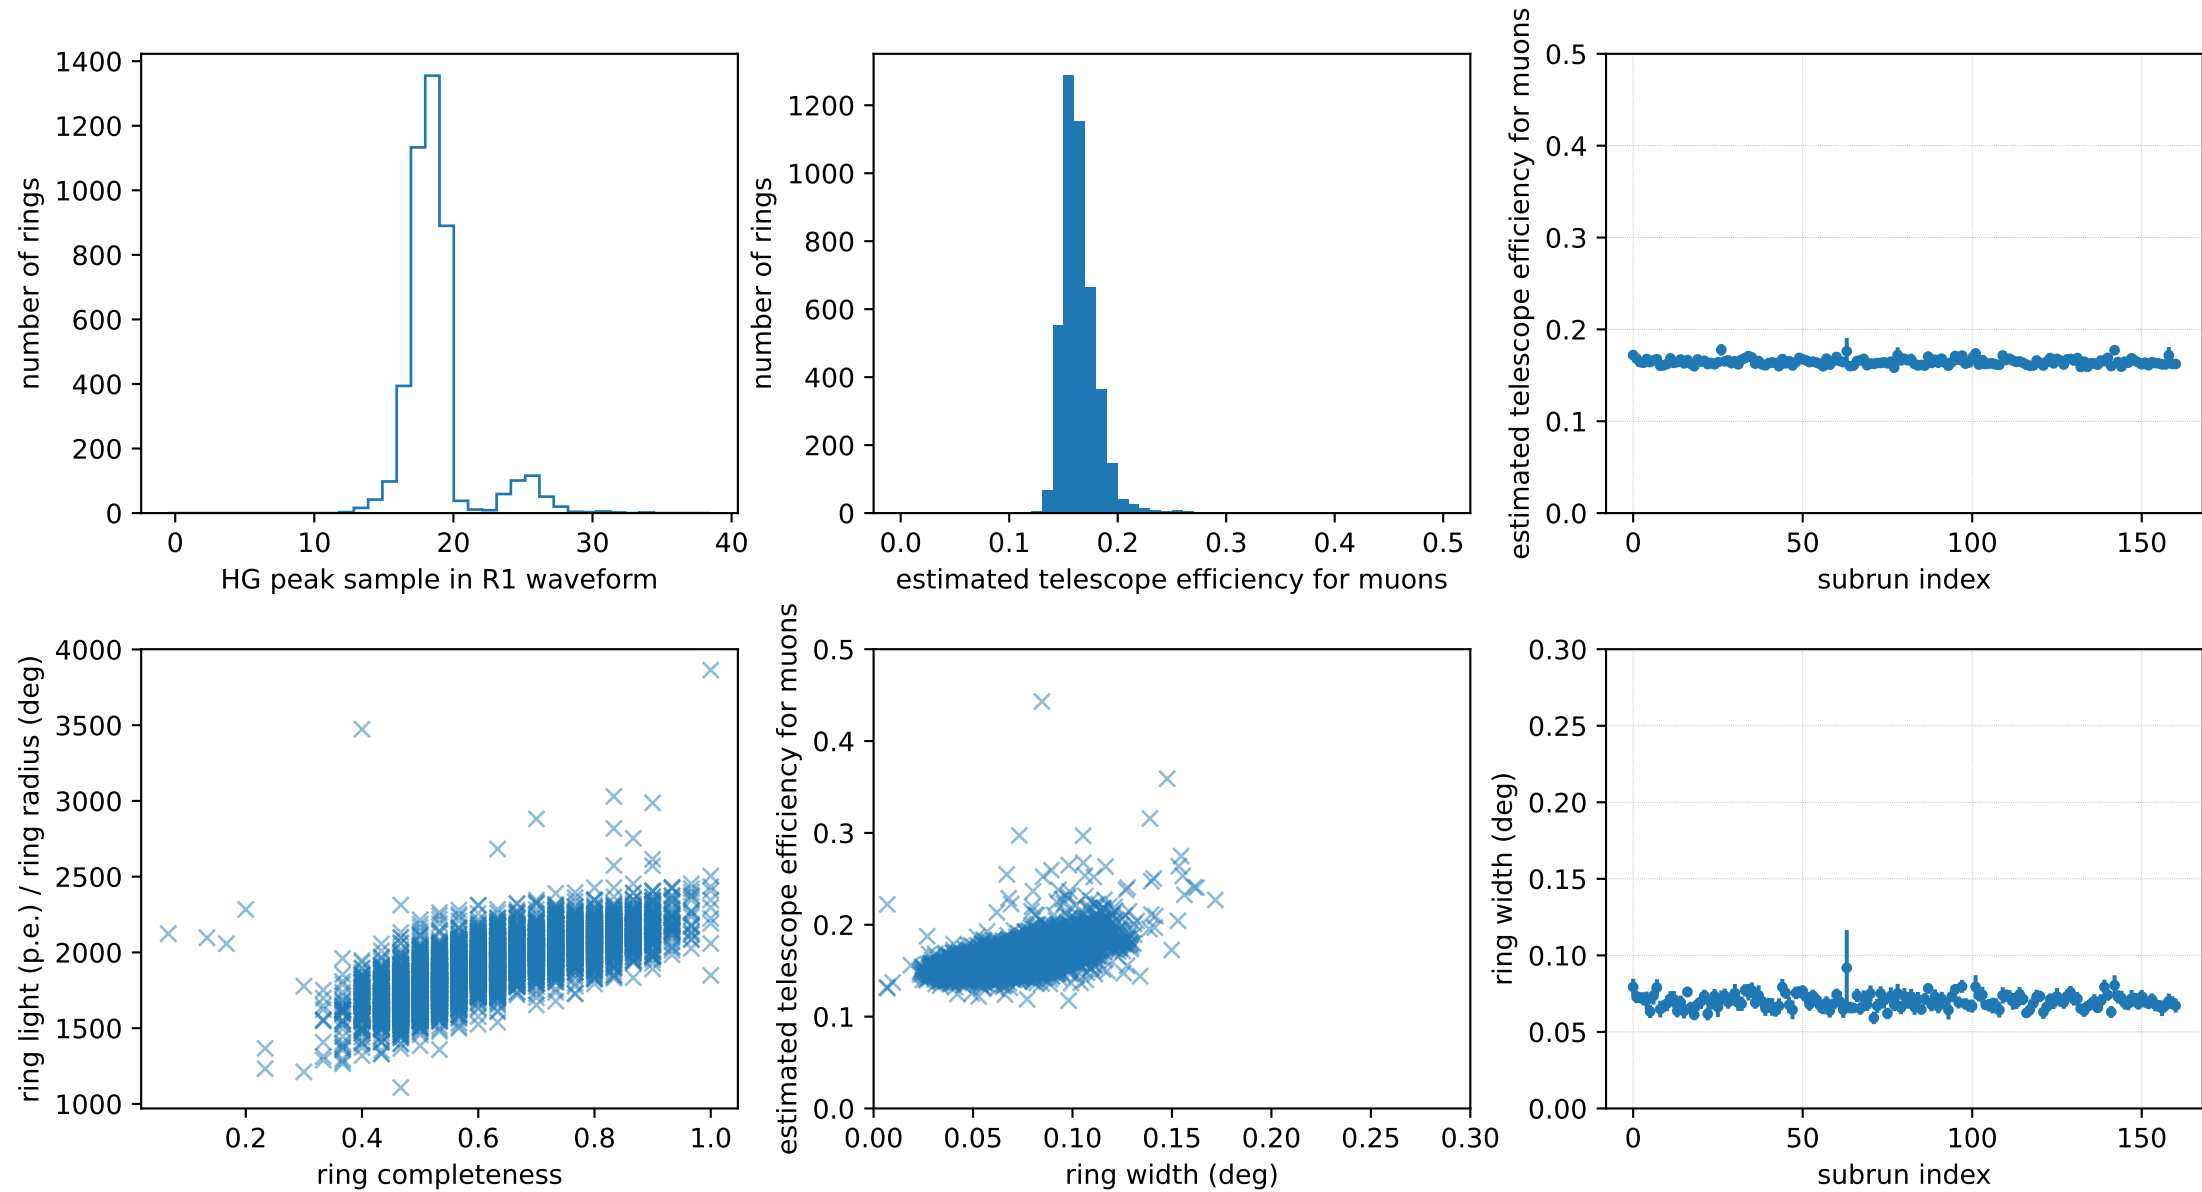 1400
1200
1000
800
600
400
200
0
number of rings
0 10 20 30 40
HG peak sample in R1 waveform
1200
1000
800
600
400
200
0
number of rings
0.0 0.1 0.2 0.3 0.4 0.5
estimated telescope efficiency for muons
0.5
0.4
0.3
0.2
0.1
0.0
estimated telescope efficiency for muons
0 50 100 150
subrun index
4000
3500
3000
2500
2000
1500
1000
ring light (p.e.) / ring radius (deg)
0.2 0.4 0.6 0.8 1.0
ring completeness
0.5
0.4
0.3
0.2
0.1
0.0
estimated telescope efficiency for muons
0.00 0.05 0.10 0.15 0.20 0.25 0.30
ring width (deg)
0.30
0.25
0.20
0.15
0.10
0.05
0.00
ring width (deg)
0 50 100 150
subrun index